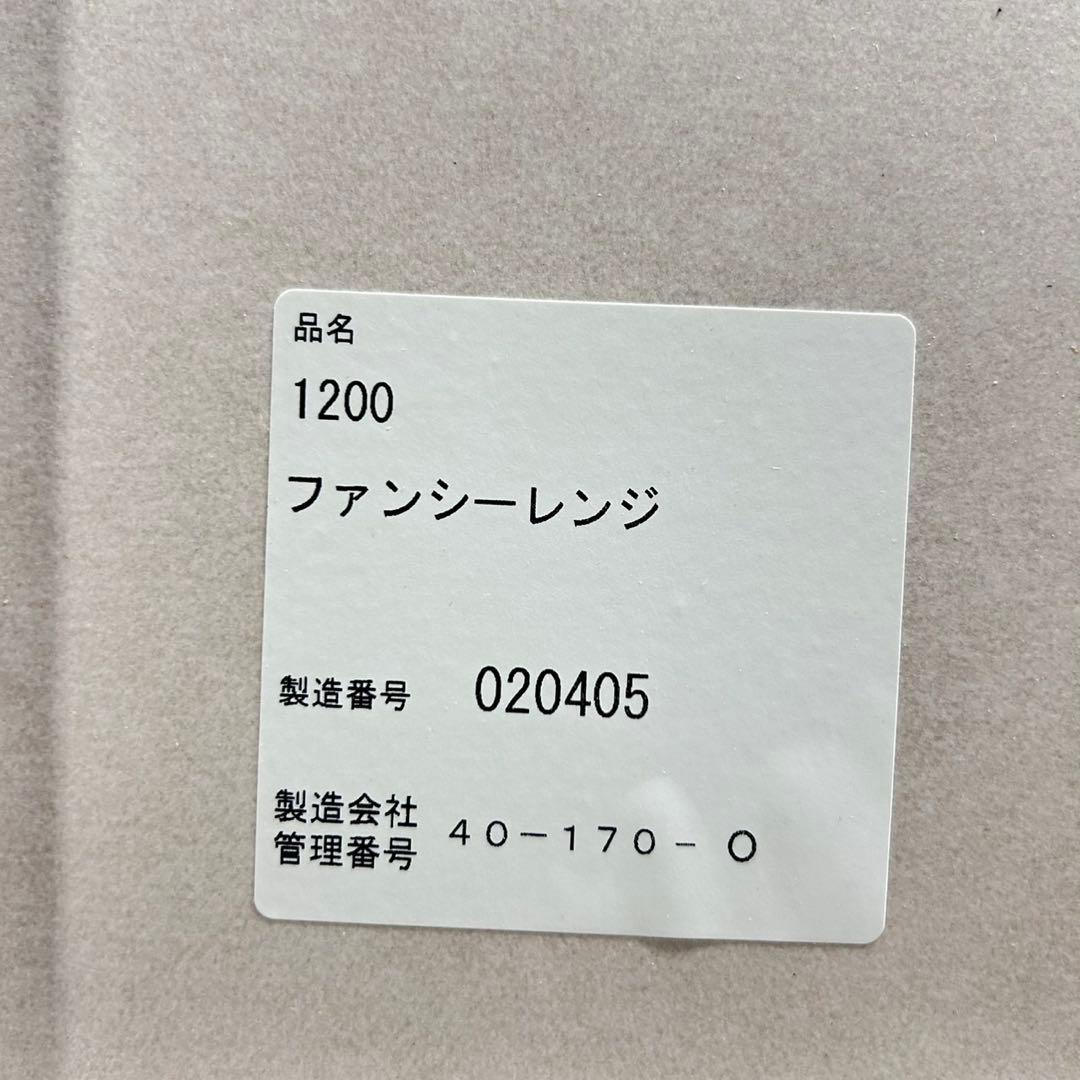 品名
1200
ファンシーレンジ
製造番号 020405
製造会社
管理番号 40-170-O